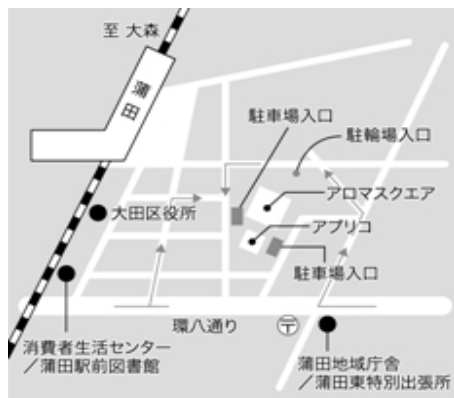 至 大森
蒲田
駐車場入口
駐輪場入口
アロマスクエア
大田区役所
アプリコ
駐車場入口
環八通り
〒
消費者生活センター
／蒲田駅前図書館
蒲田地域庁舎
／蒲田東特別出張所